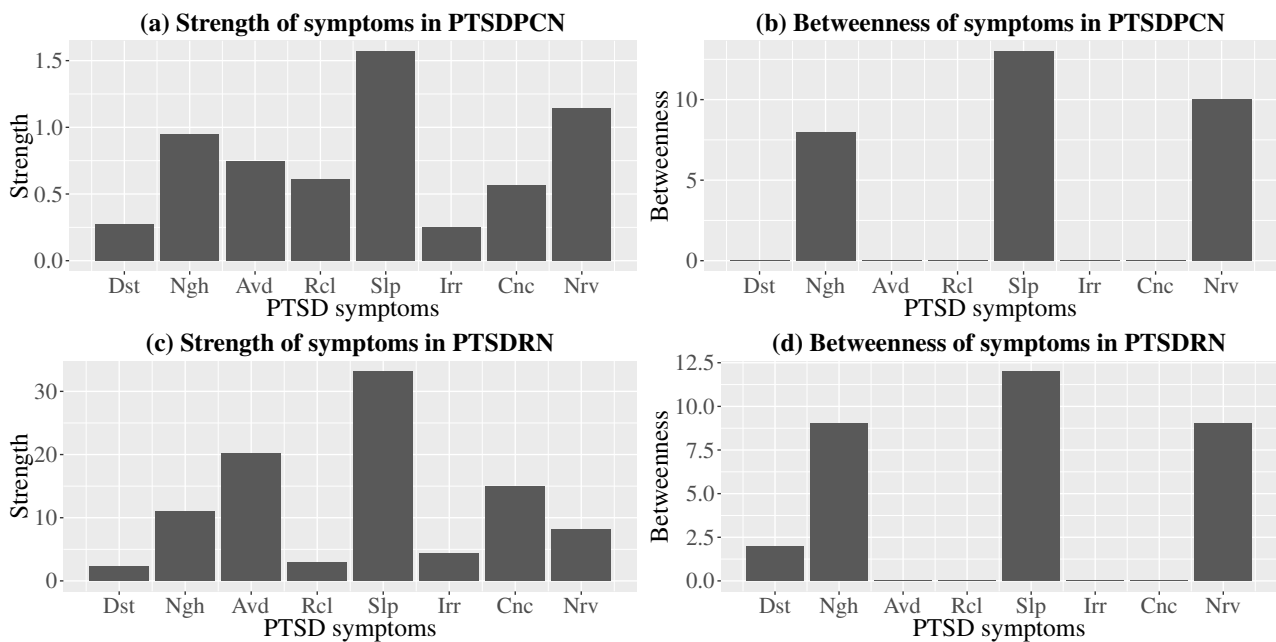 (a) Strength of symptoms in PTSDPCN
Strength
1.5
1.0
0.5
0.0
Dst Ngh Avd Rcl Slp Irr Cnc Nrv
PTSD symptoms
(b) Betweenness of symptoms in PTSDPCN
Betweenness
10
5
0
Dst Ngh Avd Rcl Slp Irr Cnc Nrv
PTSD symptoms
(c) Strength of symptoms in PTSDRN
Strength
30
20
10
0
Dst Ngh Avd Rcl Slp Irr Cnc Nrv
PTSD symptoms
(d) Betweenness of symptoms in PTSDRN
Betweenness
12.5
10.0
7.5
5.0
2.5
0.0
Dst Ngh Avd Rcl Slp Irr Cnc Nrv
PTSD symptoms